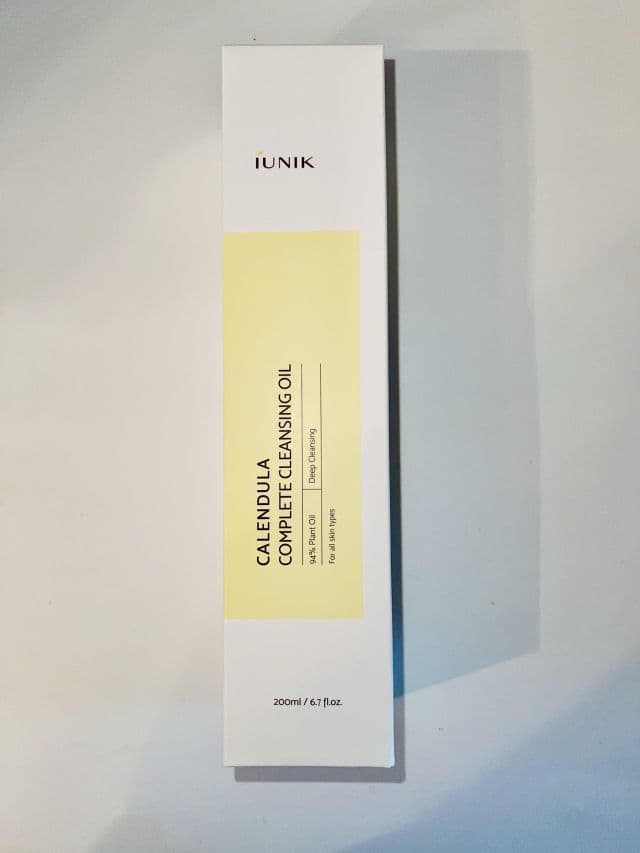 iUNIK
CALENDULA
COMPLETE CLEANSING OIL
94% Plant Oil
Deep Cleansing
For all skin types
200ml / 6.7 fl.oz.